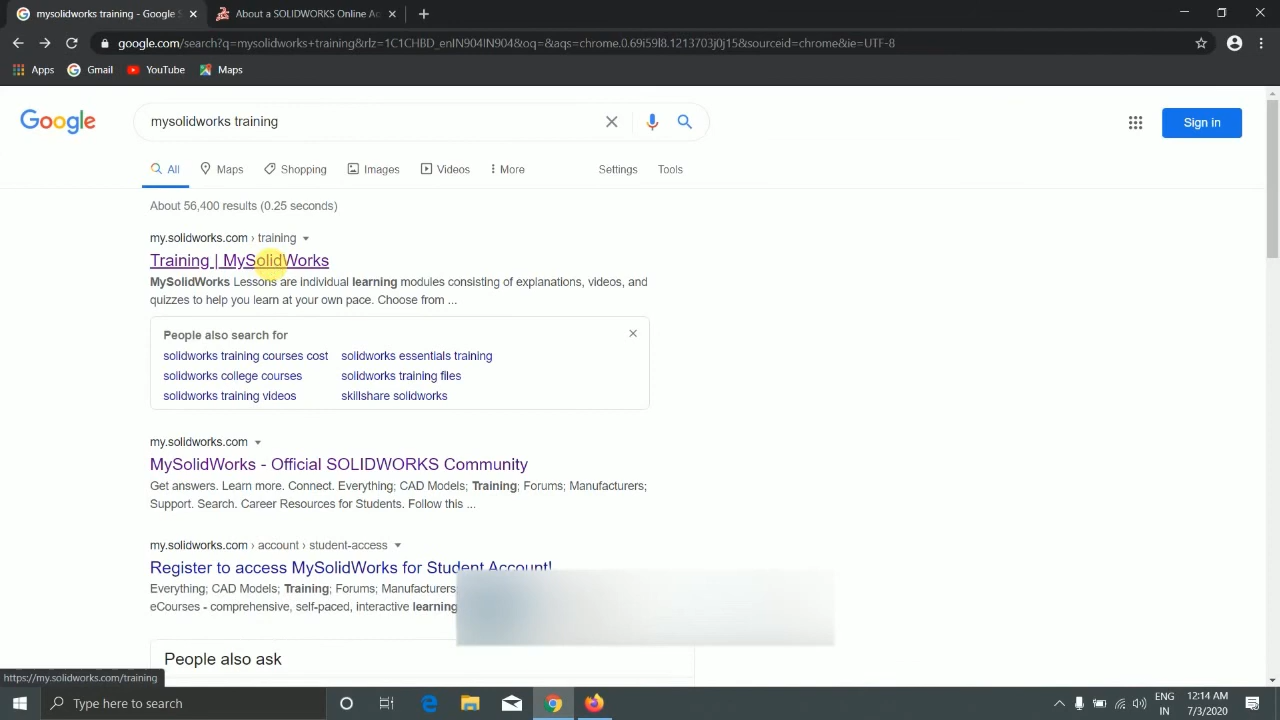 mysolidworks training - Google S
About a SOLIDWORKS Online Ac
google.com/search?q=mysolidworks+training&rlz=1C1CHBD_enIN904IN904&oq=&aqs=chrome.0.69i59l8.1213703j0j15&sourceid=chrome&ie=UTF-8
Apps Gmail YouTube Maps
Google
mysolidworks training
Sign in
All Maps Shopping Images Videos More Settings Tools
About 56,400 results (0.25 seconds)
my.solidworks.com › training
Training | MySolidWorks
MySolidWorks Lessons are individual learning modules consisting of explanations, videos, and
quizzes to help you learn at your own pace. Choose from ...
People also search for
solidworks training courses cost solidworks essentials training
solidworks college courses solidworks training files
solidworks training videos skillshare solidworks
my.solidworks.com
MySolidWorks - Official SOLIDWORKS Community
Get answers. Learn more. Connect. Everything; CAD Models; Training; Forums; Manufacturers;
Support. Search. Career Resources for Students. Follow this ...
my.solidworks.com › account › student-access
Register to access MySolidWorks for Student Account!
Everything; CAD Models; Training; Forums; Manufacturers
eCourses - comprehensive, self-paced, interactive learning
People also ask
https://my.solidworks.com/training
Type here to search
ENG
IN
12:14 AM
7/3/2020